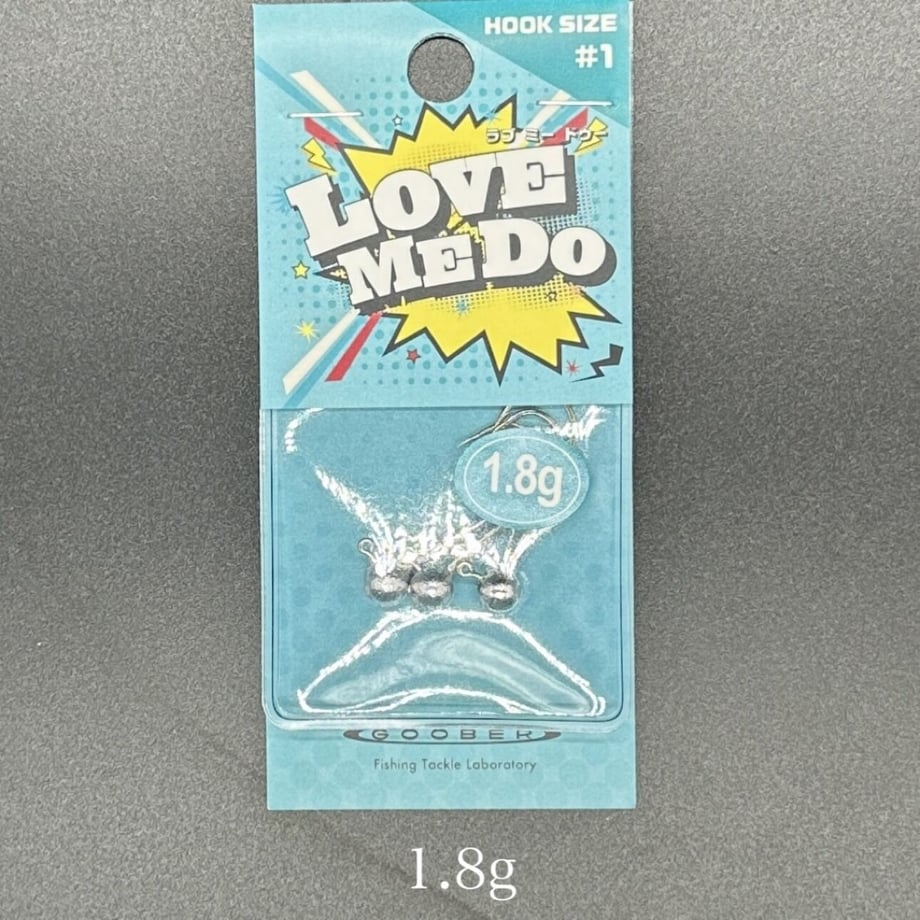 HOOK SIZE
#1
ラブ ミー ドゥー
LOVE
ME DO
1.8g
GOOBER
Fishing Tackle Laboratory
1.8g